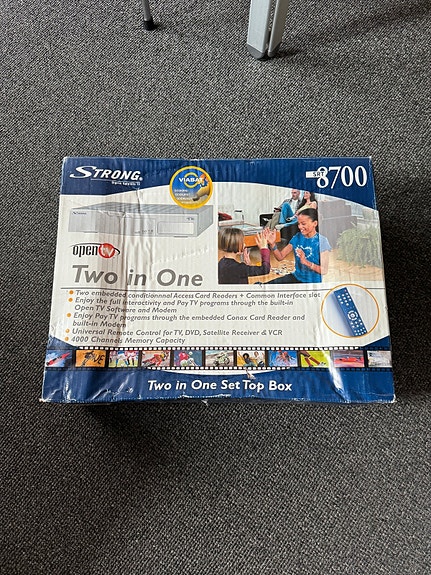 STRONG
VIASAT
SRT 8700
opentv
Two in One
Two embedded conditionnnal Access Card Readers + Common Interface slot
Enjoy the full interactivity and Pay TV programs through the built-in
Open TV Software and Modem
Enjoy Pay TV programs through the embedded Conax Card Reader and
built-in Modem
Universal Remote Control for TV, DVD, Satellite Receiver & VCR
4000 Channels Memory Capacity
Two in One Set Top Box